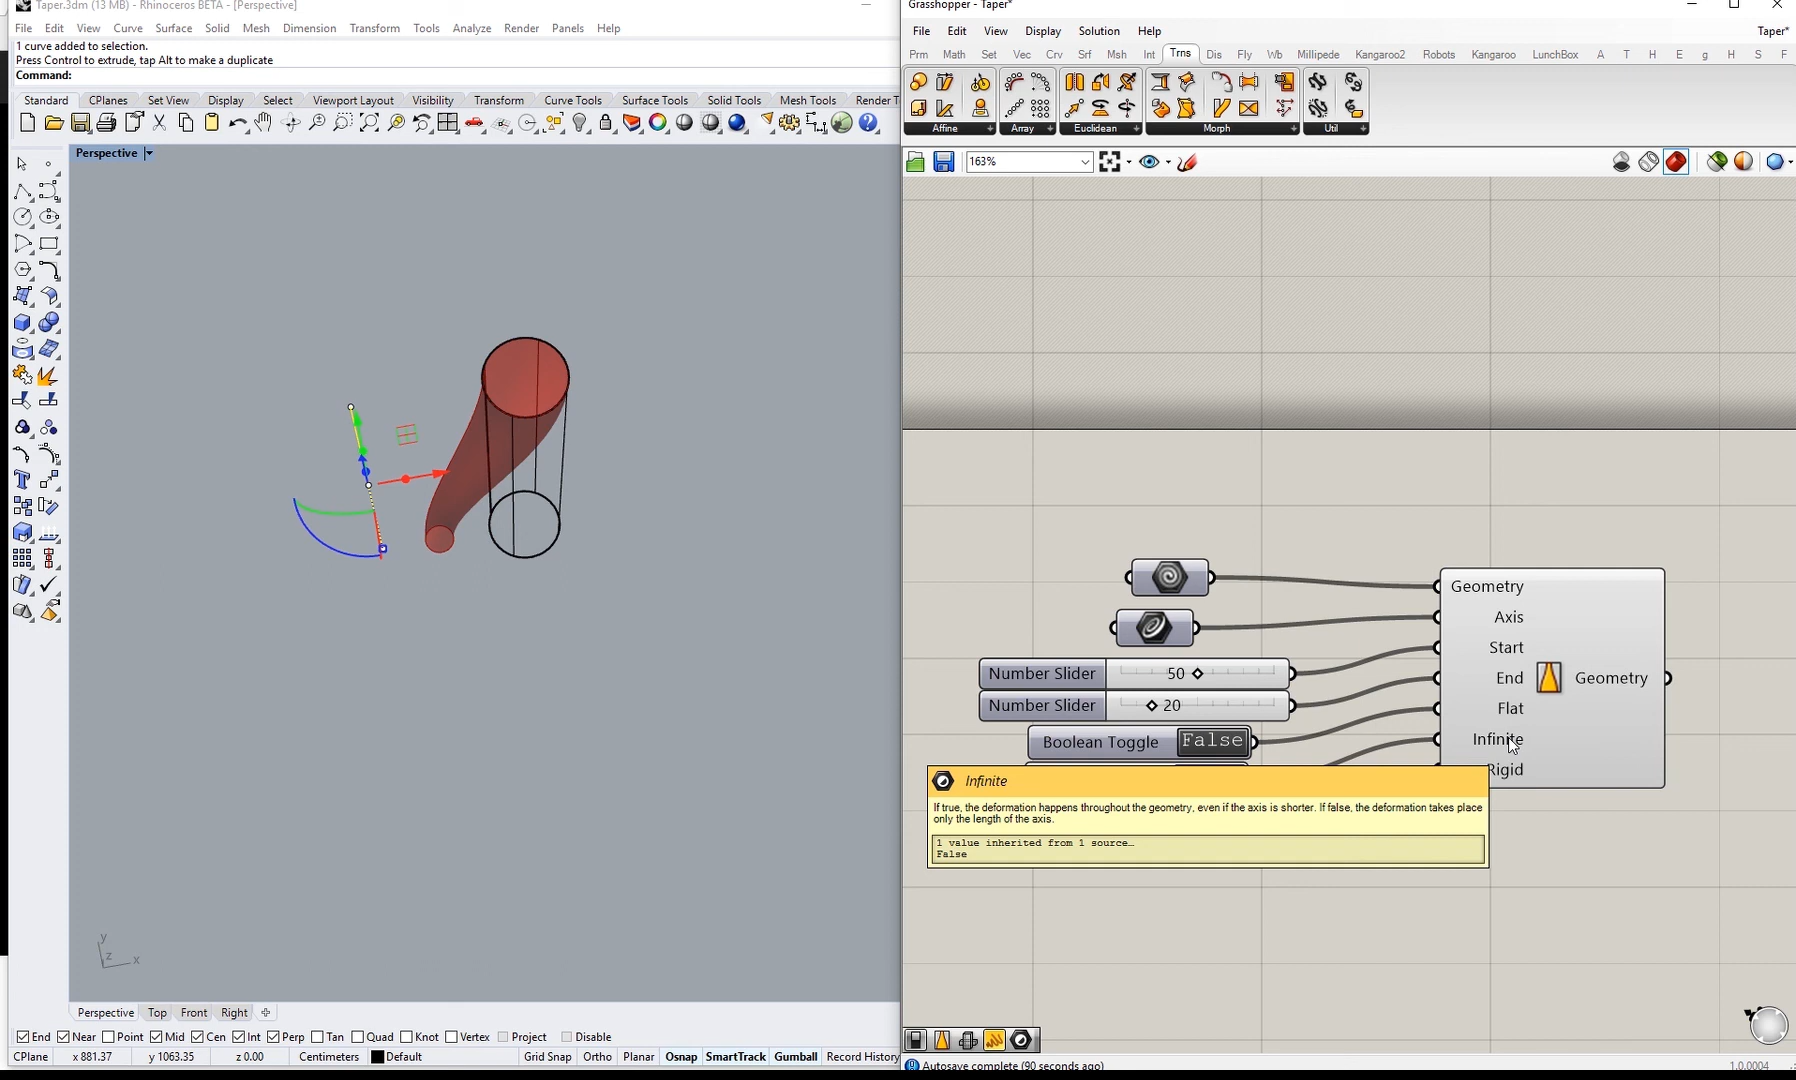 Taper.3dm (13 MB) - Rhinoceros BETA - [Perspective]
File Edit View Curve Surface Solid Mesh Dimension Transform Tools Analyze Render Panels Help
1 curve added to selection.
Press Control to extrude, tap Alt to make a duplicate
Command:
Standard CPlanes Set View Display Select Viewport Layout Visibility Transform Curve Tools Surface Tools Solid Tools Mesh Tools Render T
Perspective
y
z x
Perspective Top Front Right
End Near Point Mid Cen Int Perp Tan Quad Knot Vertex Project Disable
CPlane x 881.37 y 1063.35 z 0.00 Centimeters Default Grid Snap Ortho Planar Osnap SmartTrack Gumball Record History
Grasshopper - Taper*
File Edit View Display Solution Help Taper*
Prm Math Set Vec Crv Srf Msh Int Trns Dis Fly Wb Millipede Kangaroo2 Robots Kangaroo LunchBox A T H E g H S F
Affine Array Euclidean Morph Util
163%
Geometry
Axis
Start
End
Flat
Infinite
Rigid
Geometry
Number Slider 50
Number Slider 20
Boolean Toggle False
Infinite
If true, the deformation happens throughout the geometry, even if the axis is shorter. If false, the deformation takes place
only the length of the axis.
1 value inherited from 1 source…
False
Autosave complete (90 seconds ago)
1.0.0004